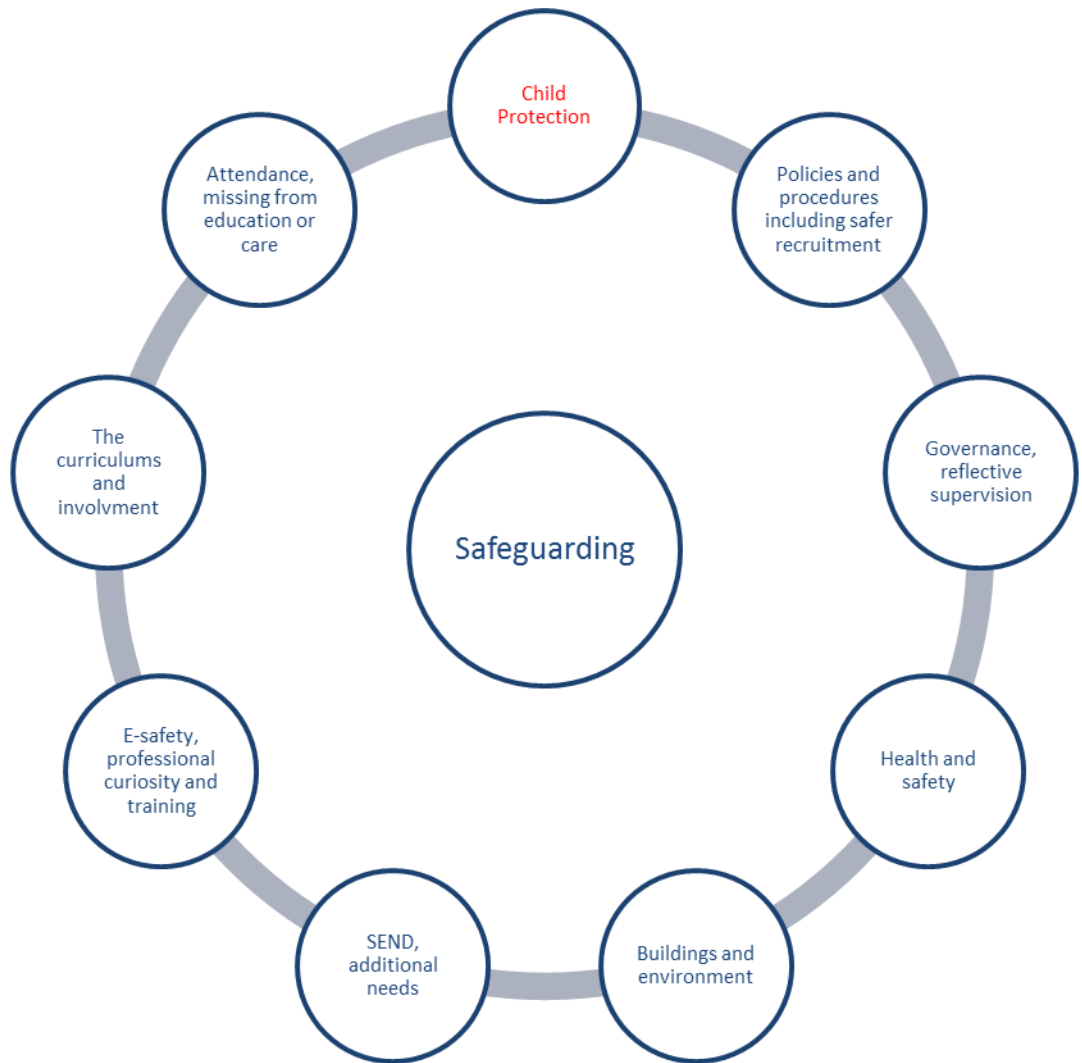 Child
Protection
Policies and
procedures
including safer
recruitment
Governance,
reflective
supervision
Health and
safety
Buildings and
environment
SEND,
additional
needs
E-safety,
professional
curiosity and
training
The
curriculums
and
involvment
Attendance,
missing from
education or
care
Safeguarding